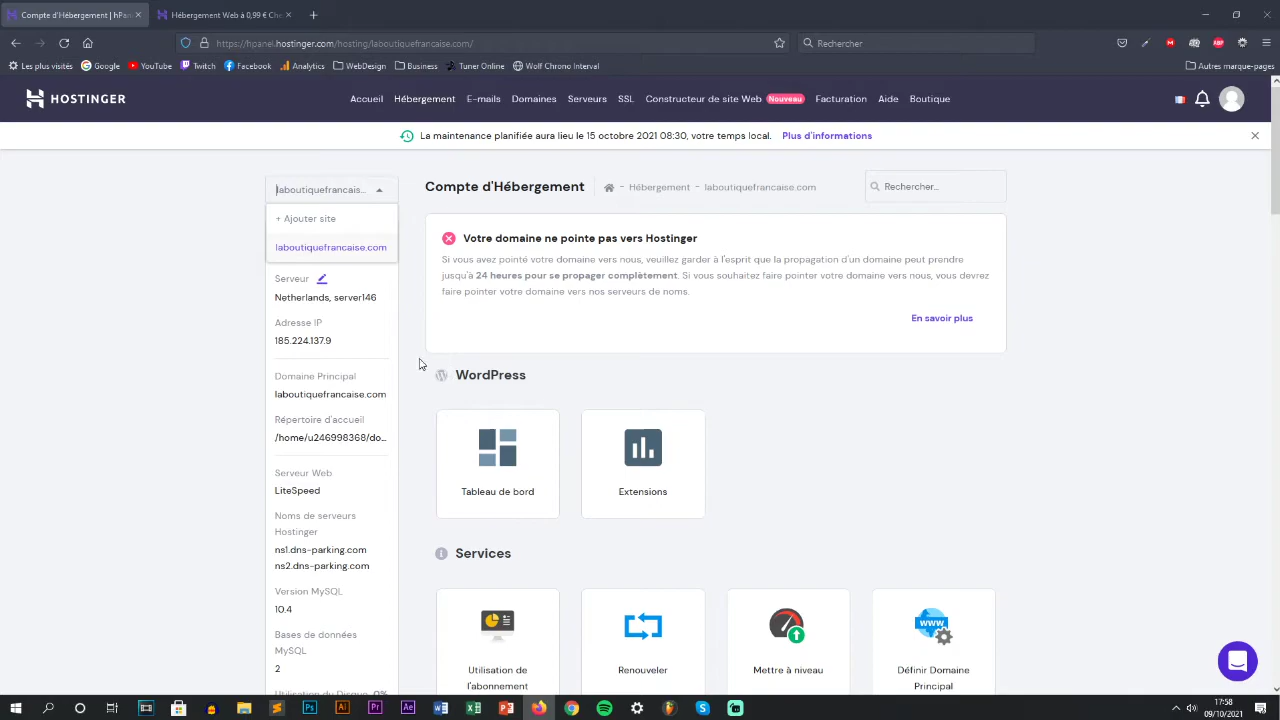 Compte d'Hébergement | hPan
Hébergement Web à 0,99 € Che
https://hpanel.hostinger.com/hosting/laboutiquefrancaise.com/
Rechercher
Les plus visités
Google
YouTube
Twitch
Facebook
Analytics
WebDesign
Business
Tuner Online
Wolf Chrono Interval
Autres marque-pages
HOSTINGER
Accueil
Hébergement
E-mails
Domaines
Serveurs
SSL
Constructeur de site Web
Nouveau
Facturation
Aide
Boutique
La maintenance planifiée aura lieu le 15 octobre 2021 08:30, votre temps local. Plus d'informations
laboutiquefrancais...
+ Ajouter site
laboutiquefrancaise.com
Serveur
Netherlands, server146
Adresse IP
185.224.137.9
Domaine Principal
laboutiquefrancaise.com
Répertoire d'accueil
/home/u246998368/do...
Serveur Web
LiteSpeed
Noms de serveurs
Hostinger
ns1.dns-parking.com
ns2.dns-parking.com
Version MySQL
10.4
Bases de données
MySQL
2
Utilisation du Disque 0%
Compte d'Hébergement
- Hébergement - laboutiquefrancaise.com
Rechercher...
Votre domaine ne pointe pas vers Hostinger
Si vous avez pointé votre domaine vers nous, veuillez garder à l'esprit que la propagation d'un domaine peut prendre
jusqu'à 24 heures pour se propager complètement. Si vous souhaitez faire pointer votre domaine vers nous, vous devrez
faire pointer votre domaine vers nos serveurs de noms.
En savoir plus
WordPress
Tableau de bord
Extensions
Services
Utilisation de
l'abonnement
Renouveler
Mettre à niveau
www
Définir Domaine
Principal
17:58
09/10/2021